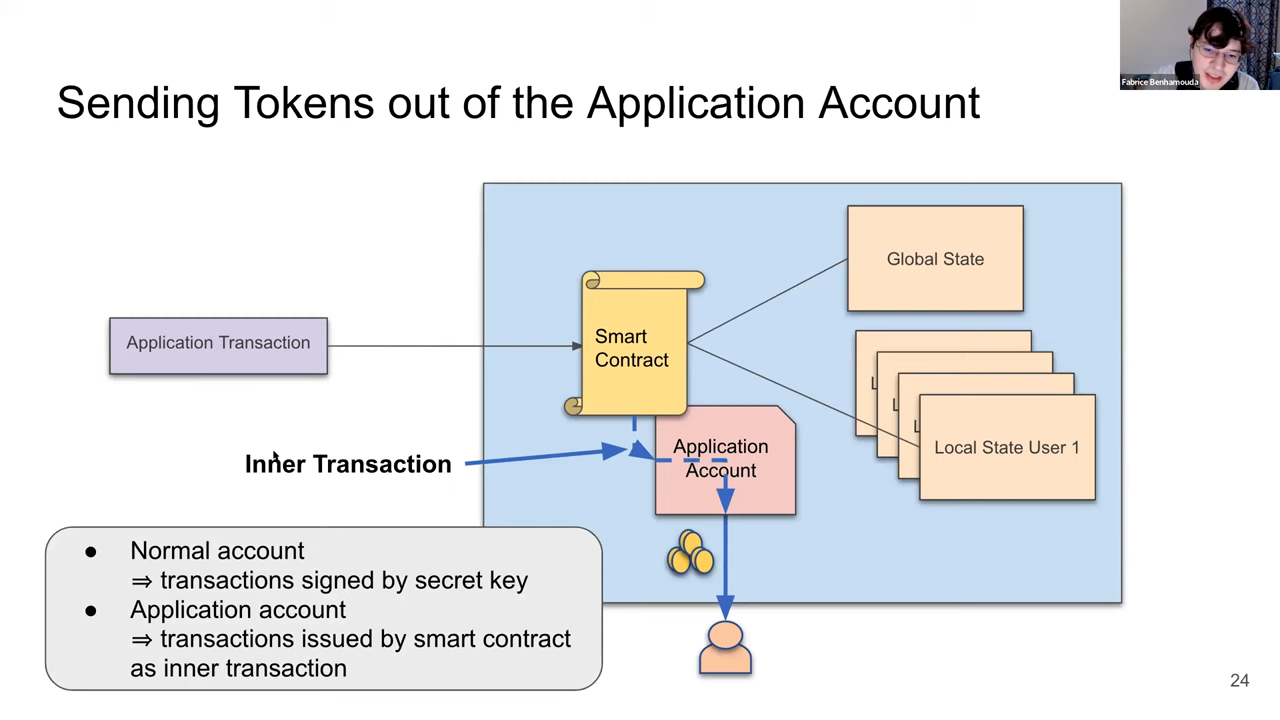 Fabrice Benhamouda
Sending Tokens out of the Application Account
Global State
Application Transaction
Smart
Contract
L
L
L
Local State User 1
Application
Account
Inner Transaction
● Normal account
⇒ transactions signed by secret key
● Application account
⇒ transactions issued by smart contract
as inner transaction
24